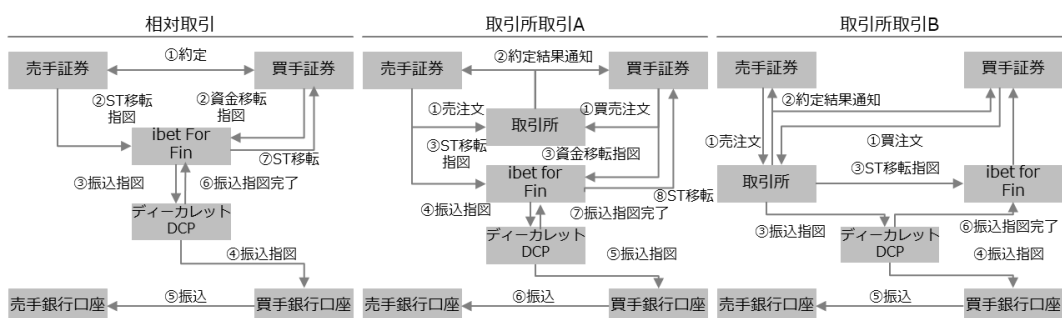 相対取引
売手証券
①約定
買手証券
②ST移転
指図
②資金移転
指図
ibet For
Fin
⑦ST移転
③振込指図
⑥振込指図完了
ディーカレット
DCP
④振込指図
売手銀行口座
⑤振込
買手銀行口座
取引所取引A
売手証券
②約定結果通知
買手証券
①売注文
①買売注文
取引所
③ST移転
指図
③資金移転指図
ibet for
Fin
⑧ST移転
④振込指図
⑦振込指図完了
ディーカレット
DCP
⑤振込指図
売手銀行口座
⑥振込
買手銀行口座
取引所取引B
売手証券
買手証券
②約定結果通知
①売注文
①買注文
取引所
③ST移転指図
ibet for
Fin
③振込指図
ディーカレット
DCP
⑥振込指図完了
④振込指図
売手銀行口座
⑤振込
買手銀行口座